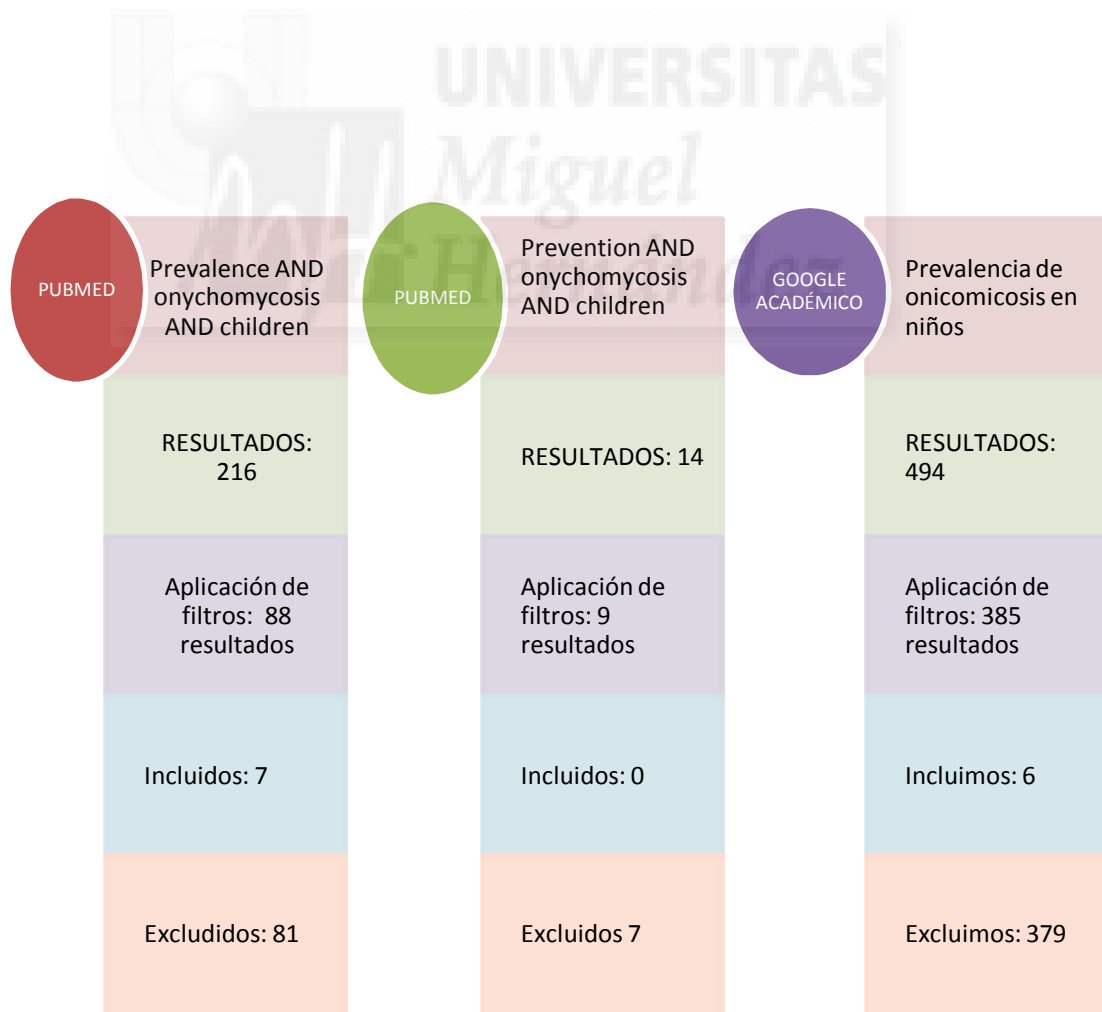 UNIVERSITAS
Miguel
Hernández
PUBMED
Prevalence AND
onychomycosis
AND children
RESULTADOS:
216
Aplicación de
filtros: 88
resultados
Incluidos: 7
Excludidos: 81
PUBMED
Prevention AND
onychomycosis
AND children
RESULTADOS: 14
Aplicación de
filtros: 9
resultados
Incluidos: 0
Excluidos 7
GOOGLE
ACADÉMICO
Prevalencia de
onicomicosis en
niños
RESULTADOS:
494
Aplicación de
filtros: 385
resultados
Incluimos: 6
Excluimos: 379